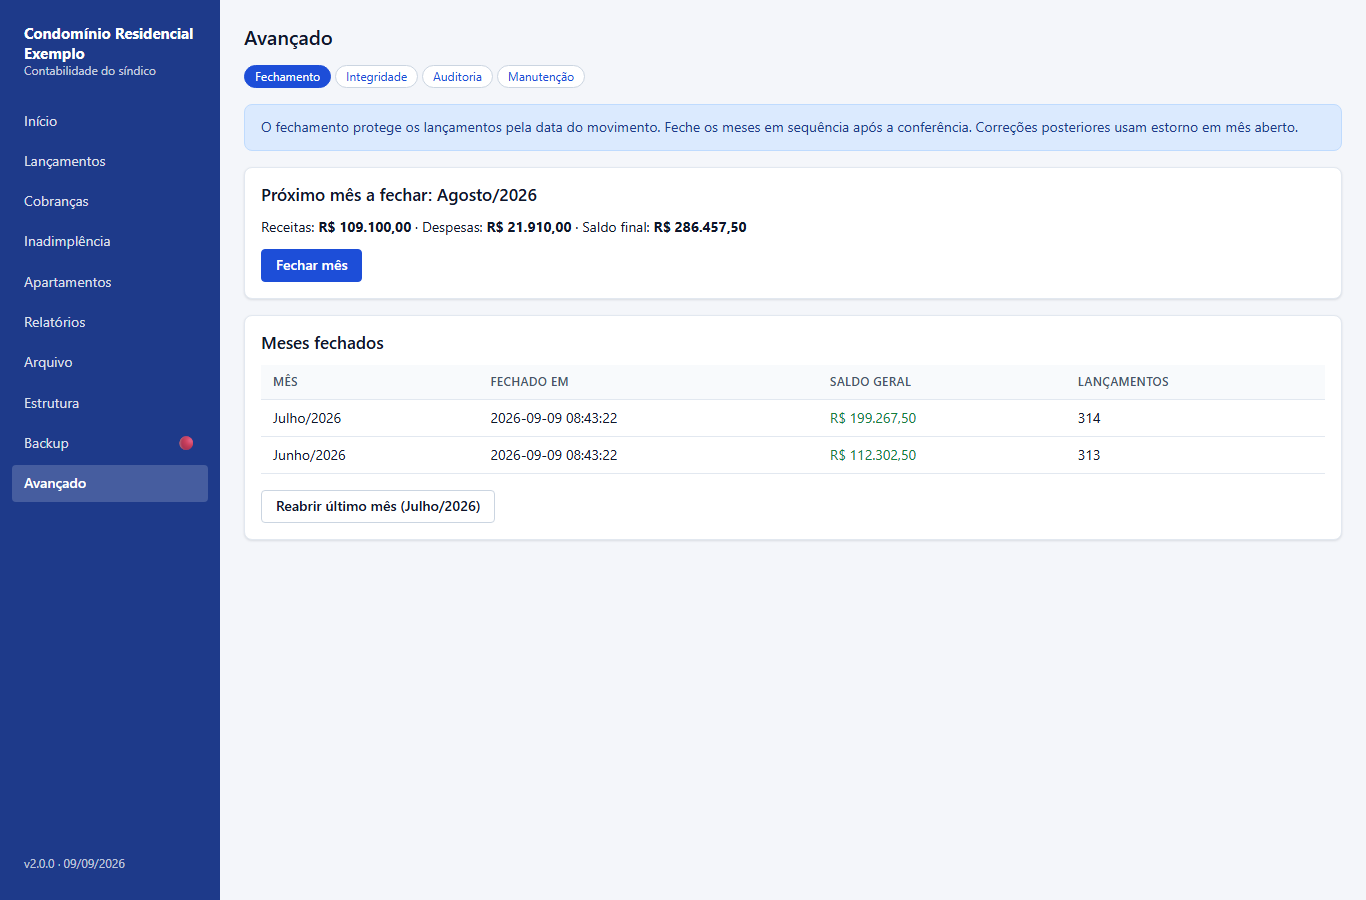 Condomínio Residencial
Exemplo
Contabilidade do síndico
Início
Lançamentos
Cobranças
Inadimplência
Apartamentos
Relatórios
Arquivo
Estrutura
Backup
Avançado
v2.0.0 · 09/09/2026
Avançado
Fechamento Integridade Auditoria Manutenção
O fechamento protege os lançamentos pela data do movimento. Feche os meses em sequência após a conferência. Correções posteriores usam estorno em mês aberto.
Próximo mês a fechar: Agosto/2026
Receitas: R$ 109.100,00 · Despesas: R$ 21.910,00 · Saldo final: R$ 286.457,50
Fechar mês
Meses fechados
MÊS FECHADO EM SALDO GERAL LANÇAMENTOS
Julho/2026 2026-09-09 08:43:22 R$ 199.267,50 314
Junho/2026 2026-09-09 08:43:22 R$ 112.302,50 313
Reabrir último mês (Julho/2026)